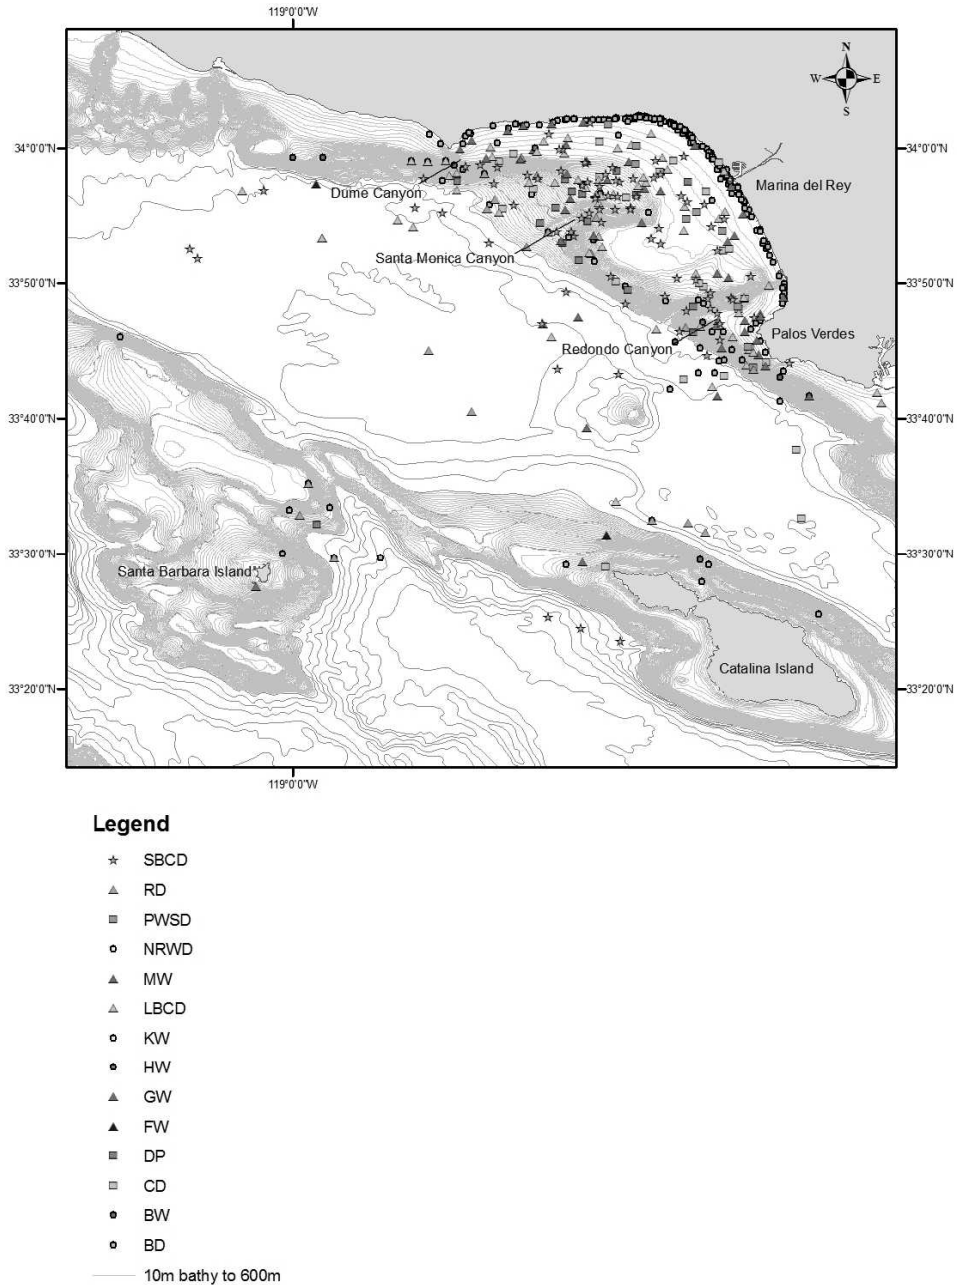 119°0'0"W
N
W E
S
34°0'0"N 34°0'0"N
Dume Canyon
Marina del Rey
Santa Monica Canyon
33°50'0"N 33°50'0"N
Palos Verdes
Redondo Canyon
33°40'0"N 33°40'0"N
33°30'0"N 33°30'0"N
Santa Barbara Island
Catalina Island
33°20'0"N 33°20'0"N
119°0'0"W
Legend
SBCD
RD
PWSD
NRWD
MW
LBCD
KW
HW
GW
FW
DP
CD
BW
BD
10m bathy to 600m